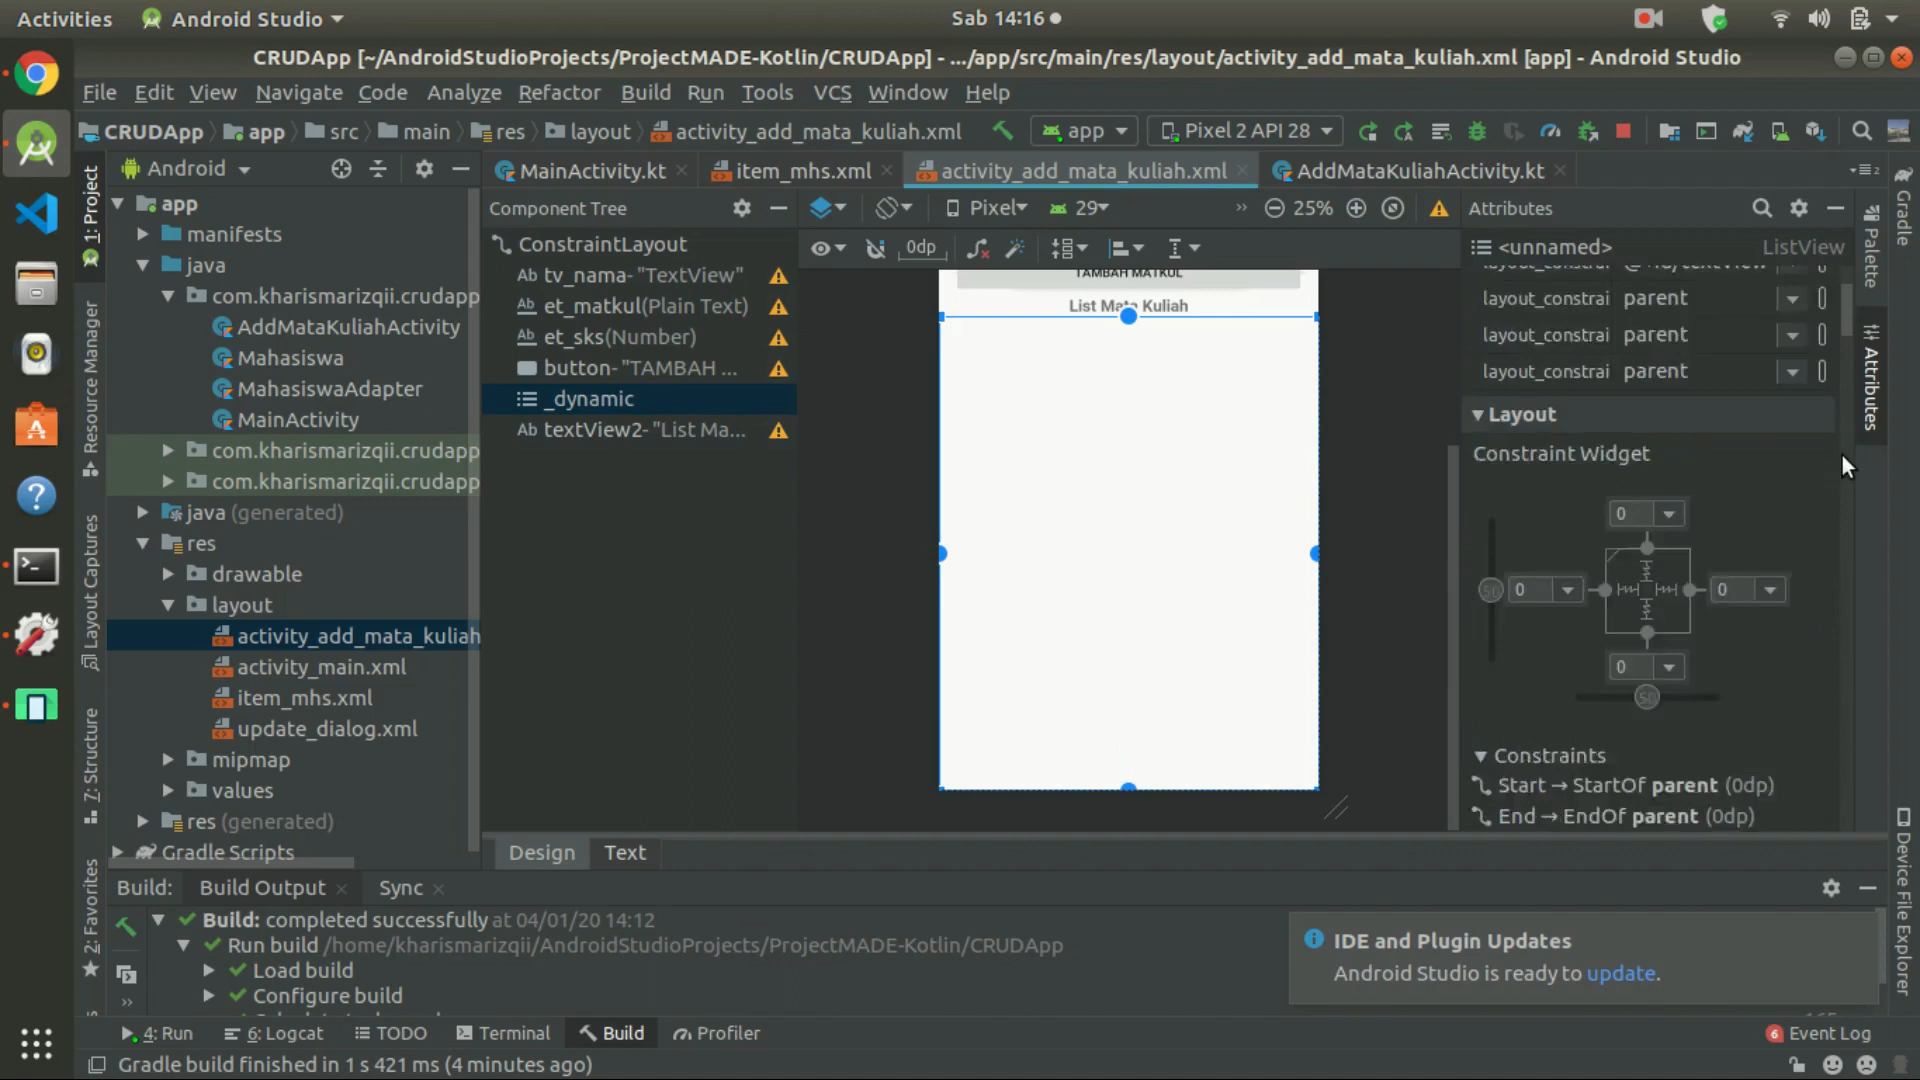 Activities
Android Studio
Sab 14:16
CRUDApp [~/AndroidStudioProjects/ProjectMADE-Kotlin/CRUDApp] - .../app/src/main/res/layout/activity_add_mata_kuliah.xml [app] - Android Studio
File Edit View Navigate Code Analyze Refactor Build Run Tools VCS Window Help
CRUDApp app src main res layout activity_add_mata_kuliah.xml app Pixel 2 API 28
1: Project
Resource Manager
Layout Captures
7: Structure
2: Favorites
Android
app
manifests
java
com.kharismarizqii.crudapp
AddMataKuliahActivity
Mahasiswa
MahasiswaAdapter
MainActivity
com.kharismarizqii.crudapp
com.kharismarizqii.crudapp
java (generated)
res
drawable
layout
activity_add_mata_kuliah
activity_main.xml
item_mhs.xml
update_dialog.xml
mipmap
values
res (generated)
Gradle Scripts
MainActivity.kt item_mhs.xml activity_add_mata_kuliah.xml AddMataKuliahActivity.kt
Component Tree
ConstraintLayout
Ab tv_nama- "TextView"
Ab et_matkul(Plain Text)
Ab et_sks(Number)
button- "TAMBAH ...
_dynamic
Ab textView2- "List Ma...
Pixel 29 » 25%
0dp
TAMBAH MATKUL
List Mata Kuliah
Design Text
Attributes
<unnamed> ListView
layout_constrai parent
layout_constrai parent
layout_constrai parent
Layout
Constraint Widget
0
50 0 0
0
50
Constraints
Start → StartOf parent (0dp)
End → EndOf parent (0dp)
Gradle
Palette
Attributes
Device File Explorer
Build: Build Output Sync
Build: completed successfully at 04/01/20 14:12
Run build /home/kharismarizqii/AndroidStudioProjects/ProjectMADE-Kotlin/CRUDApp
Load build
Configure build
IDE and Plugin Updates
Android Studio is ready to update.
4: Run 6: Logcat TODO Terminal Build Profiler
6 Event Log
Gradle build finished in 1 s 421 ms (4 minutes ago)